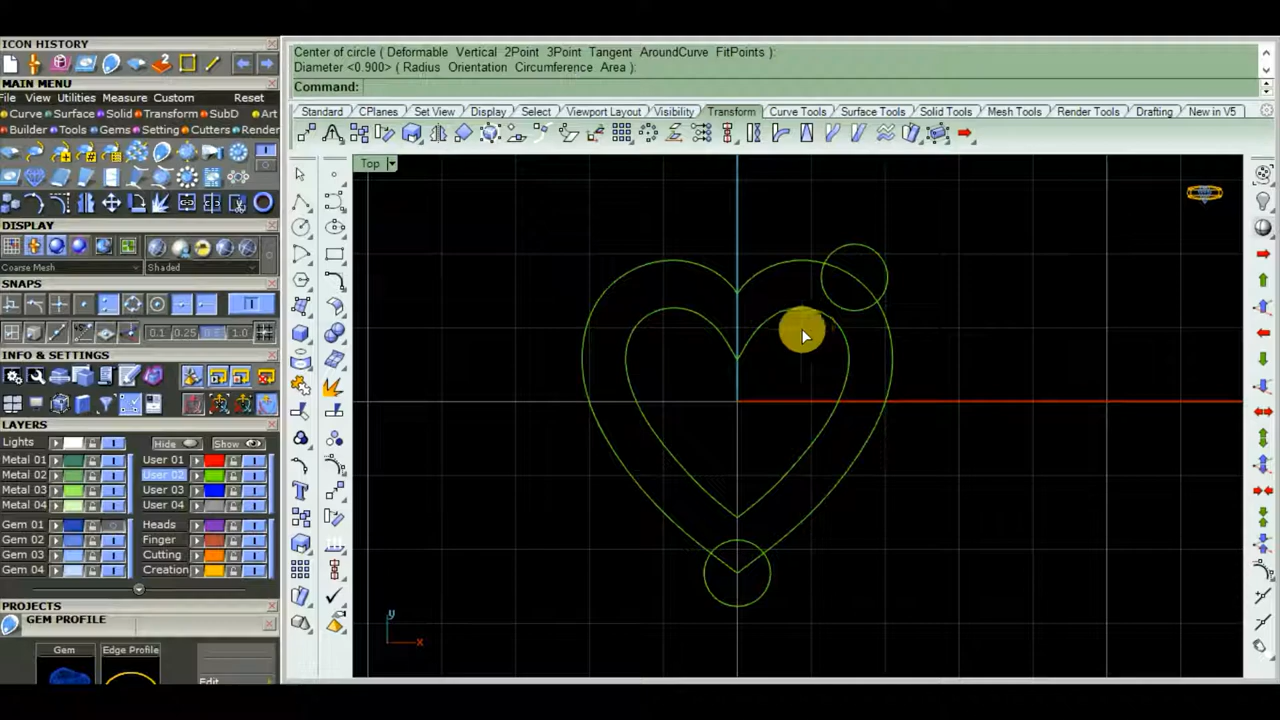 ICON HISTORY
MAIN MENU
File View Utilities Measure Custom Reset
Curve Surface Solid Transform SubD Art
Builder Tools Gems Setting Cutters Render
DISPLAY
Coarse Mesh Shaded
SNAPS
0.1 0.25 1.0
INFO & SETTINGS
LAYERS
Lights Hide Show
Metal 01 User 01
Metal 02 User 02
Metal 03 User 03
Metal 04 User 04
Gem 01 Heads
Gem 02 Finger
Gem 03 Cutting
Gem 04 Creation
PROJECTS
GEM PROFILE
Gem Edge Profile
Edit
Center of circle ( Deformable Vertical 2Point 3Point Tangent AroundCurve FitPoints ):
Diameter <0.900> ( Radius Orientation Circumference Area ):
Command:
Standard CPlanes Set View Display Select Viewport Layout Visibility Transform Curve Tools Surface Tools Solid Tools Mesh Tools Render Tools Drafting New in V5
Top
y
x